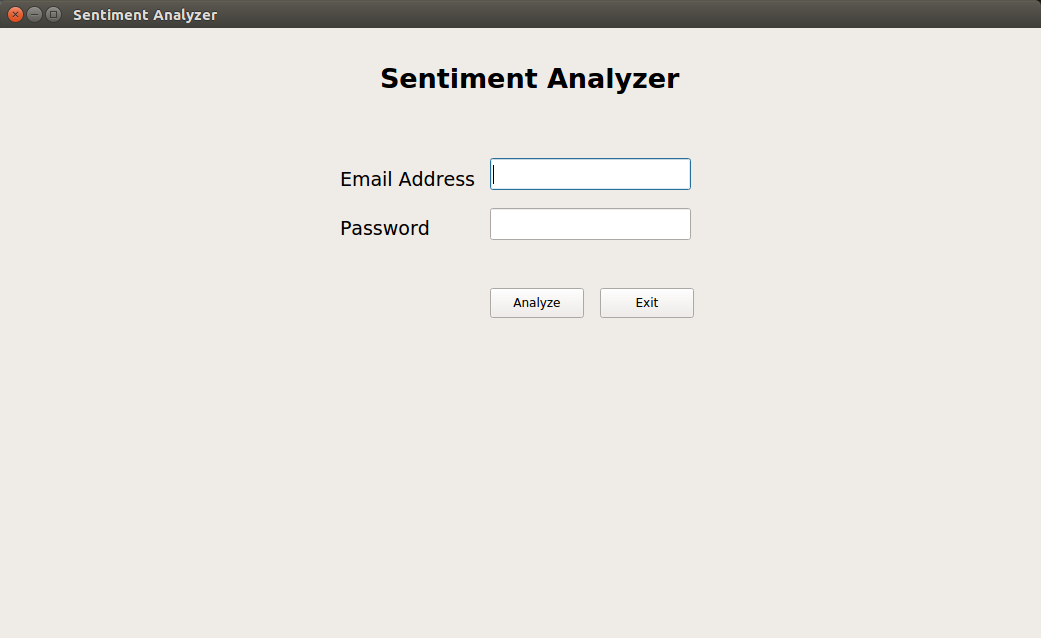 Sentiment Analyzer
Sentiment Analyzer
Email Address
Password
Analyze Exit